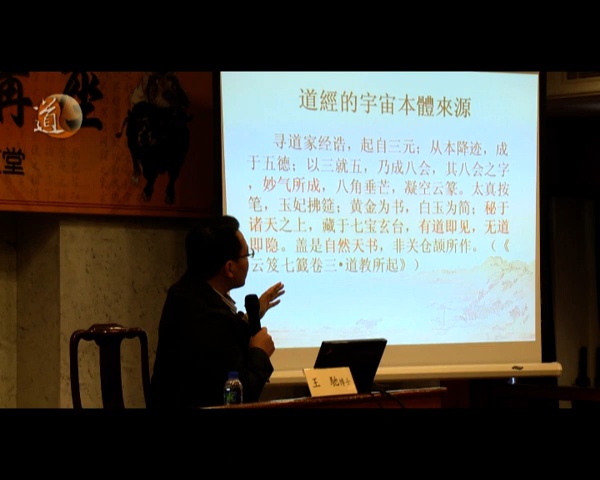 座
道
堂
道經的宇宙本體來源
寻道家经诰，起自三元；从本降迹，成
于五德；以三就五，乃成八会，其八会之字
，妙气所成，八角垂芒，凝空云篆。太真按
笔，玉妃拂筵；黄金为书，白玉为简；秘于
诸天之上，藏于七宝玄台，有道即见，无道
即隐。盖是自然天书，非关仓颉所作。（《
云笈七籖卷三•道教所起》）
王 馳博士